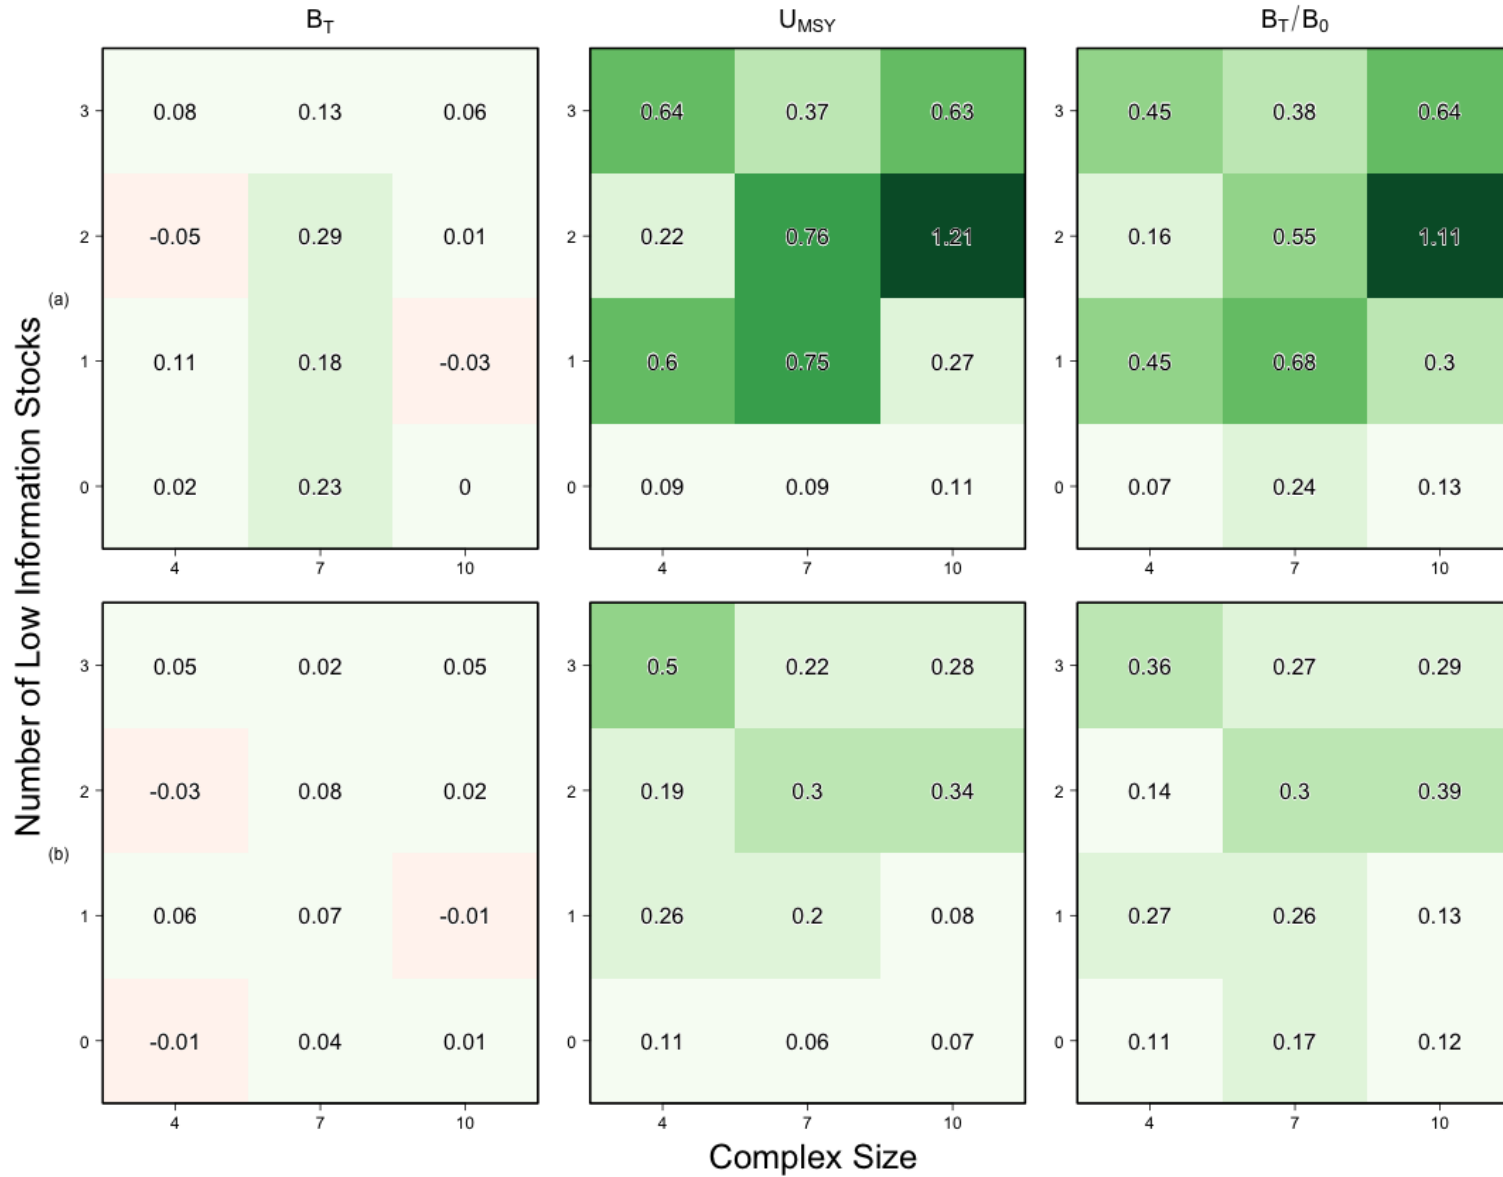 B_T U_MSY B_T/B_0
3 0.08 0.13 0.06 3 0.64 0.37 0.63 3 0.45 0.38 0.64
2 -0.05 0.29 0.01 2 0.22 0.76 1.21 2 0.16 0.55 1.11
(a)
1 0.11 0.18 -0.03 1 0.6 0.75 0.27 1 0.45 0.68 0.3
0 0.02 0.23 0 0 0.09 0.09 0.11 0 0.07 0.24 0.13
4 7 10 4 7 10 4 7 10
Number of Low Information Stocks
3 0.05 0.02 0.05 3 0.5 0.22 0.28 3 0.36 0.27 0.29
2 -0.03 0.08 0.02 2 0.19 0.3 0.34 2 0.14 0.3 0.39
(b)
1 0.06 0.07 -0.01 1 0.26 0.2 0.08 1 0.27 0.26 0.13
0 -0.01 0.04 0.01 0 0.11 0.06 0.07 0 0.11 0.17 0.12
4 7 10 4 7 10 4 7 10
Complex Size